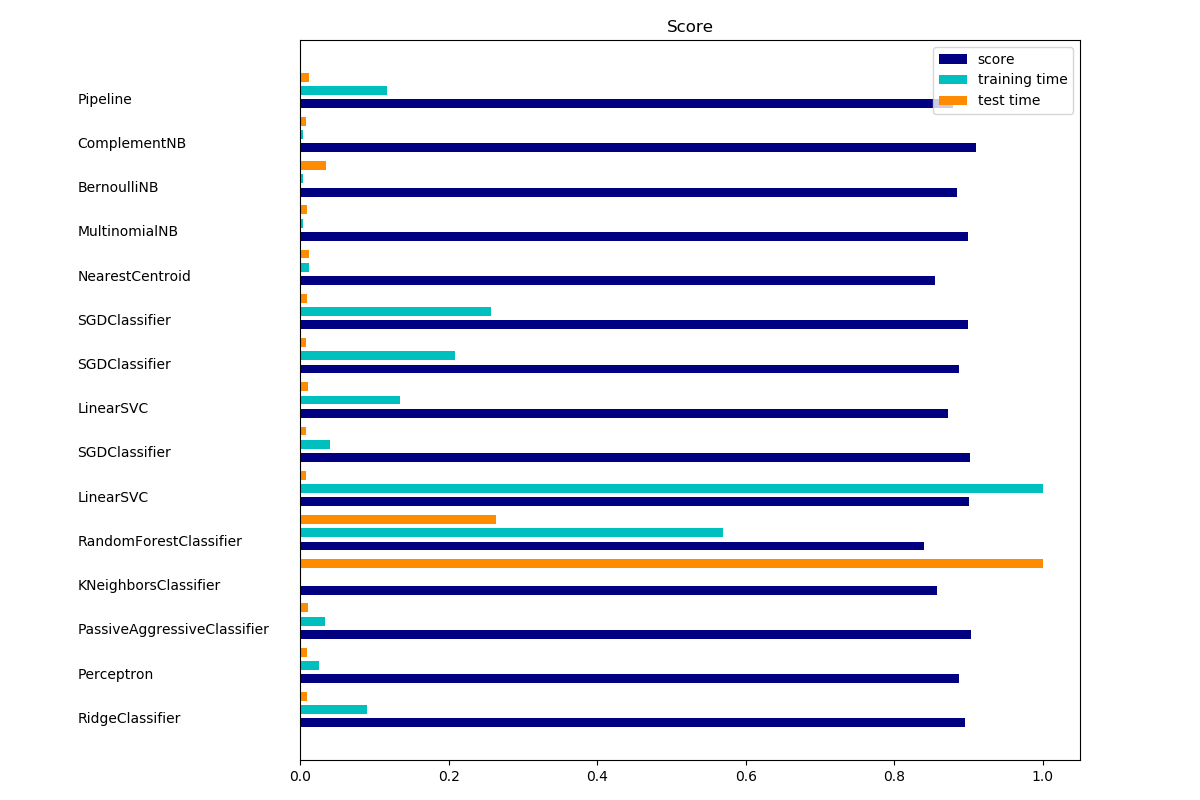 Score
score
training time
test time
Pipeline
ComplementNB
BernoulliNB
MultinomialNB
NearestCentroid
SGDClassifier
SGDClassifier
LinearSVC
SGDClassifier
LinearSVC
RandomForestClassifier
KNeighborsClassifier
PassiveAggressiveClassifier
Perceptron
RidgeClassifier
0.0 0.2 0.4 0.6 0.8 1.0